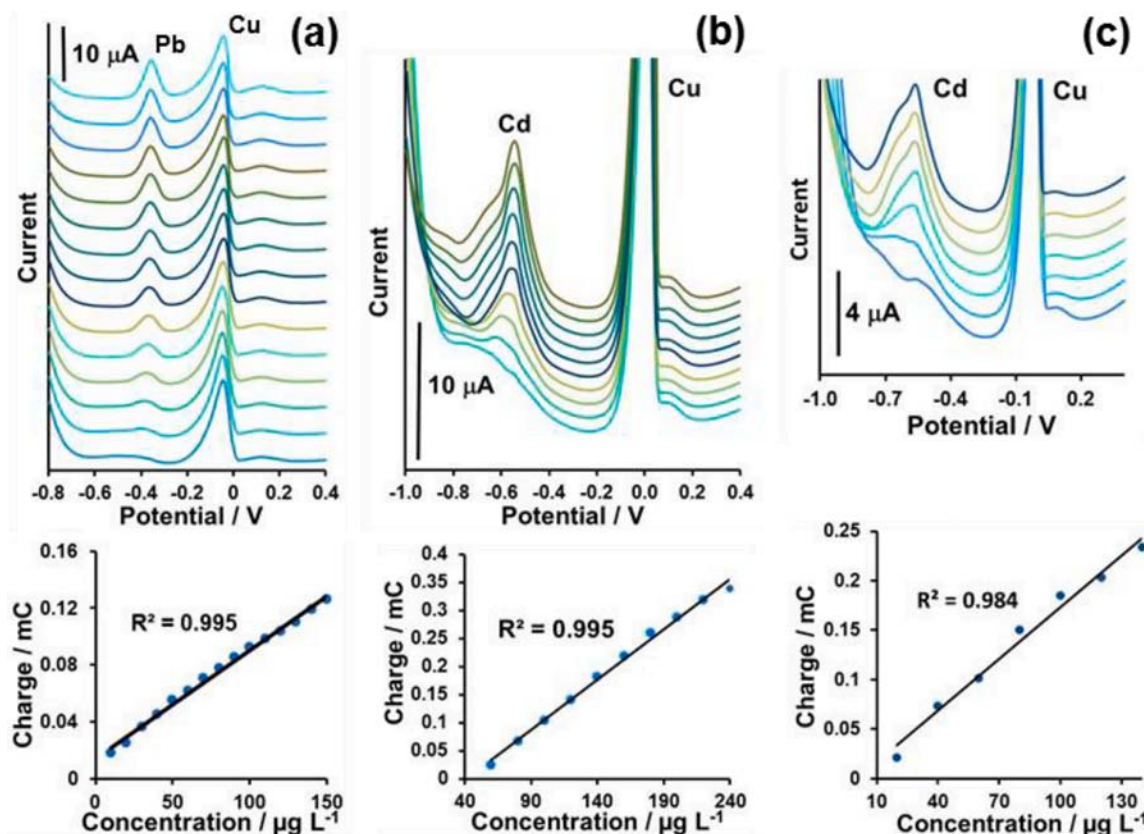 (a)
10 μA
Pb
Cu
Current
-0.8 -0.6 -0.4 -0.2 0 0.2 0.4
Potential / V
(b)
Cd
Cu
Current
10 μA
-1.0 -0.8 -0.6 -0.4 -0.2 0.0 0.2 0.4
Potential / V
(c)
Cd
Cu
Current
4 μA
-1.0 -0.7 -0.4 -0.1 0.2
Potential / V
0.16
0.12
0.08
0.04
0
R² = 0.995
Charge / mC
0 50 100 150
Concentration / μg L⁻¹
0.4
0.35
0.3
0.25
0.2
0.15
0.1
0.05
0
R² = 0.995
Charge / mC
40 90 140 190 240
Concentration / μg L⁻¹
0.25
0.2
0.15
0.1
0.05
0
R² = 0.984
Charge / mC
10 40 70 100 130
Concentration / μg L⁻¹